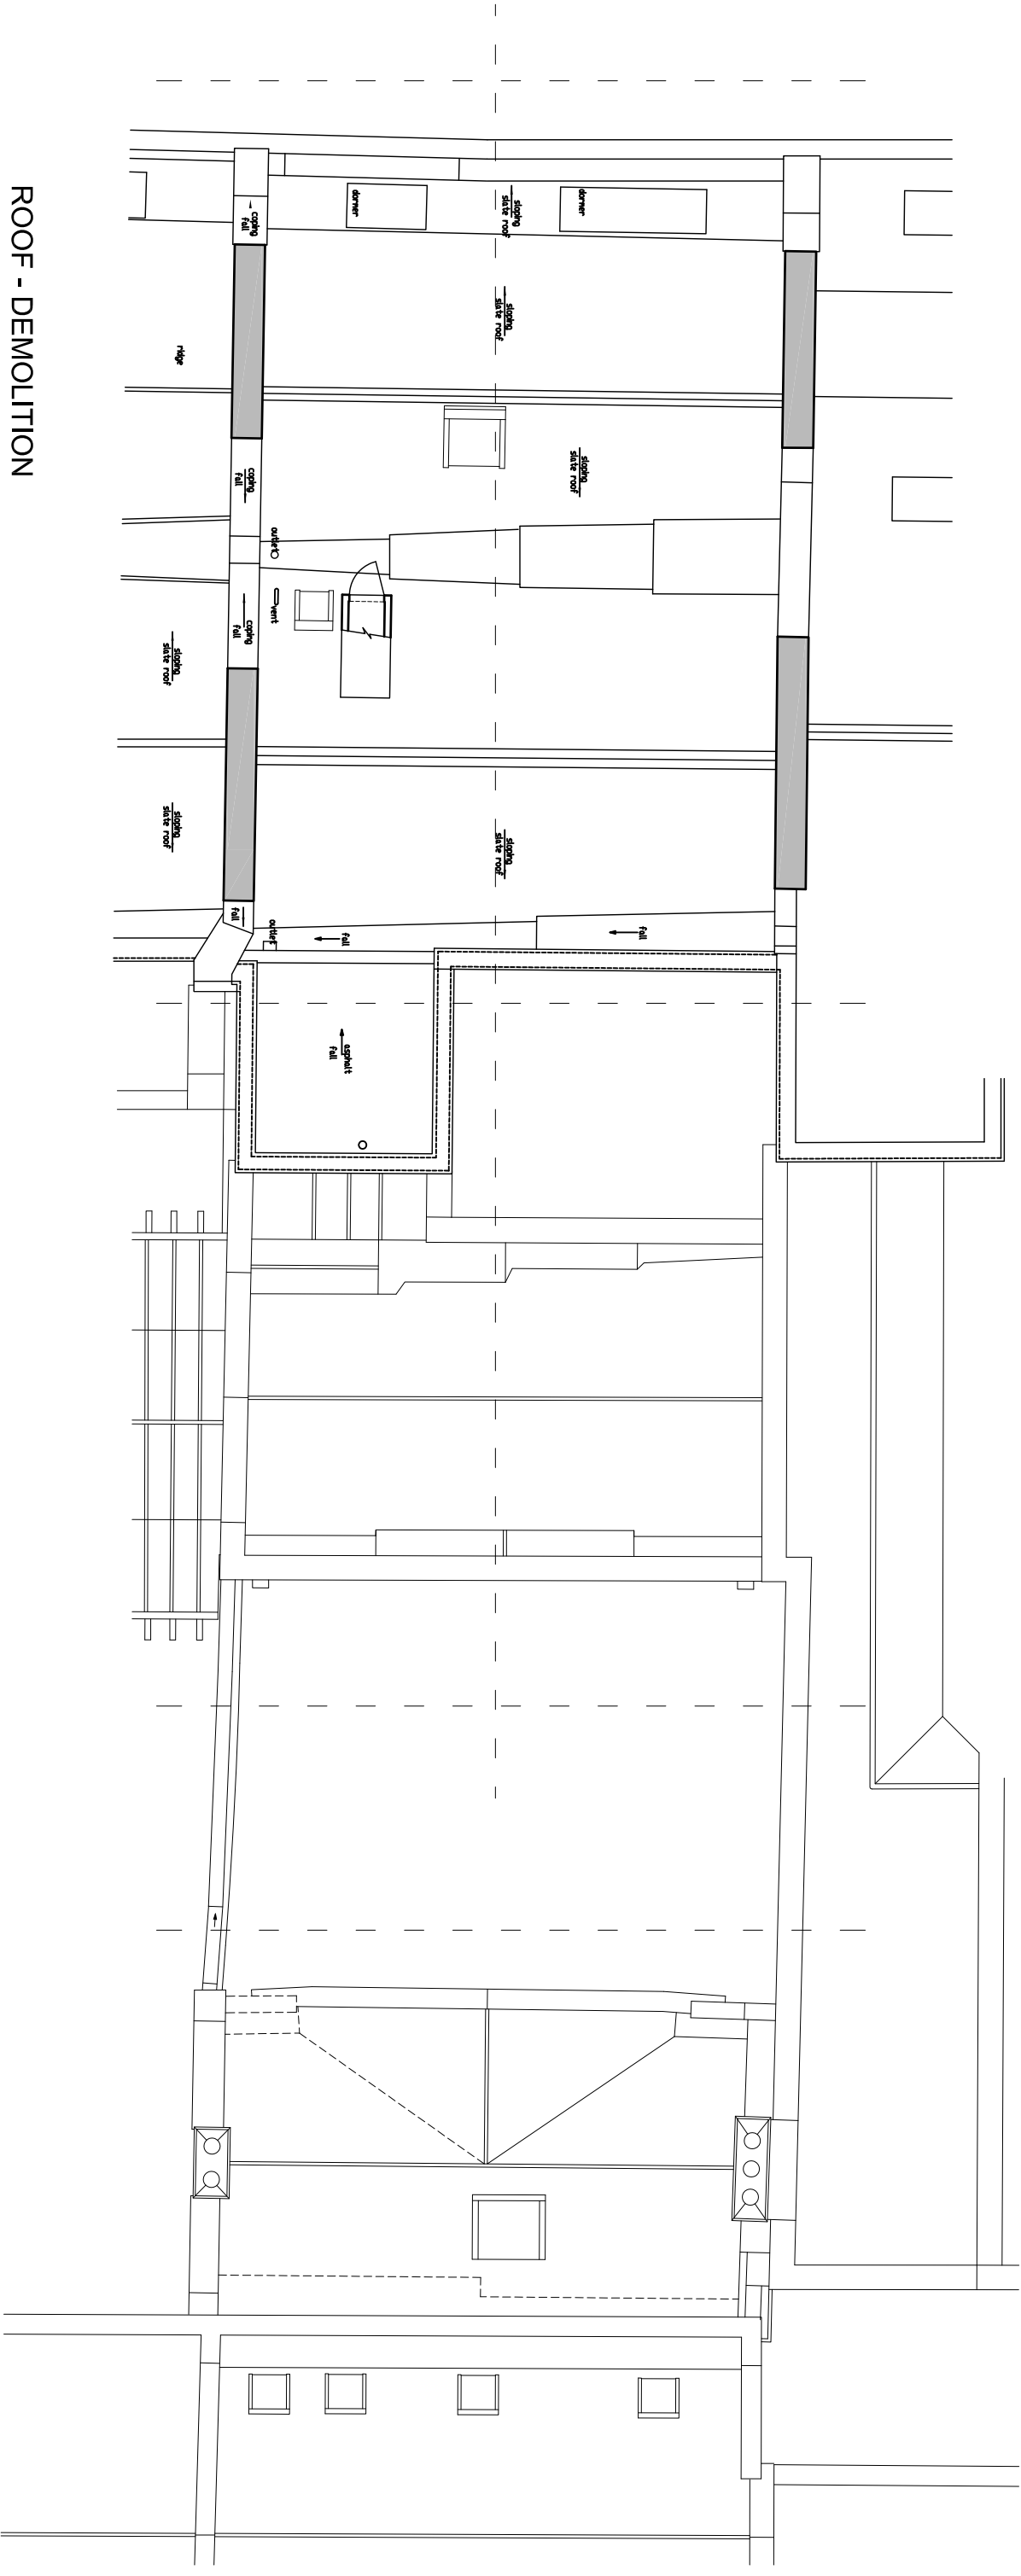 ROOF - DEMOLITION
dormer
sloping
slate roof
dormer
coping
fall
sloping
slate roof
ridge
coping
fall
sloping
slate roof
outlet
vent
coping
fall
sloping
slate roof
sloping
slate roof
sloping
slate roof
fall
outlet
fall
fall
asphalt
fall